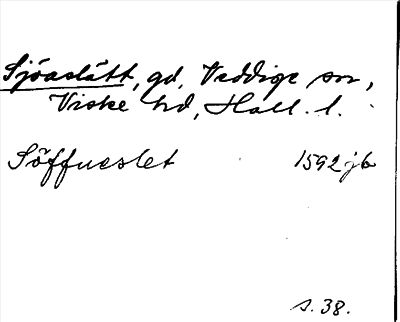 Sjöaslätt, gd, Veddige sn,
Viske hd, Hall. l.
Söffueslet 1592 jb
s. 38.